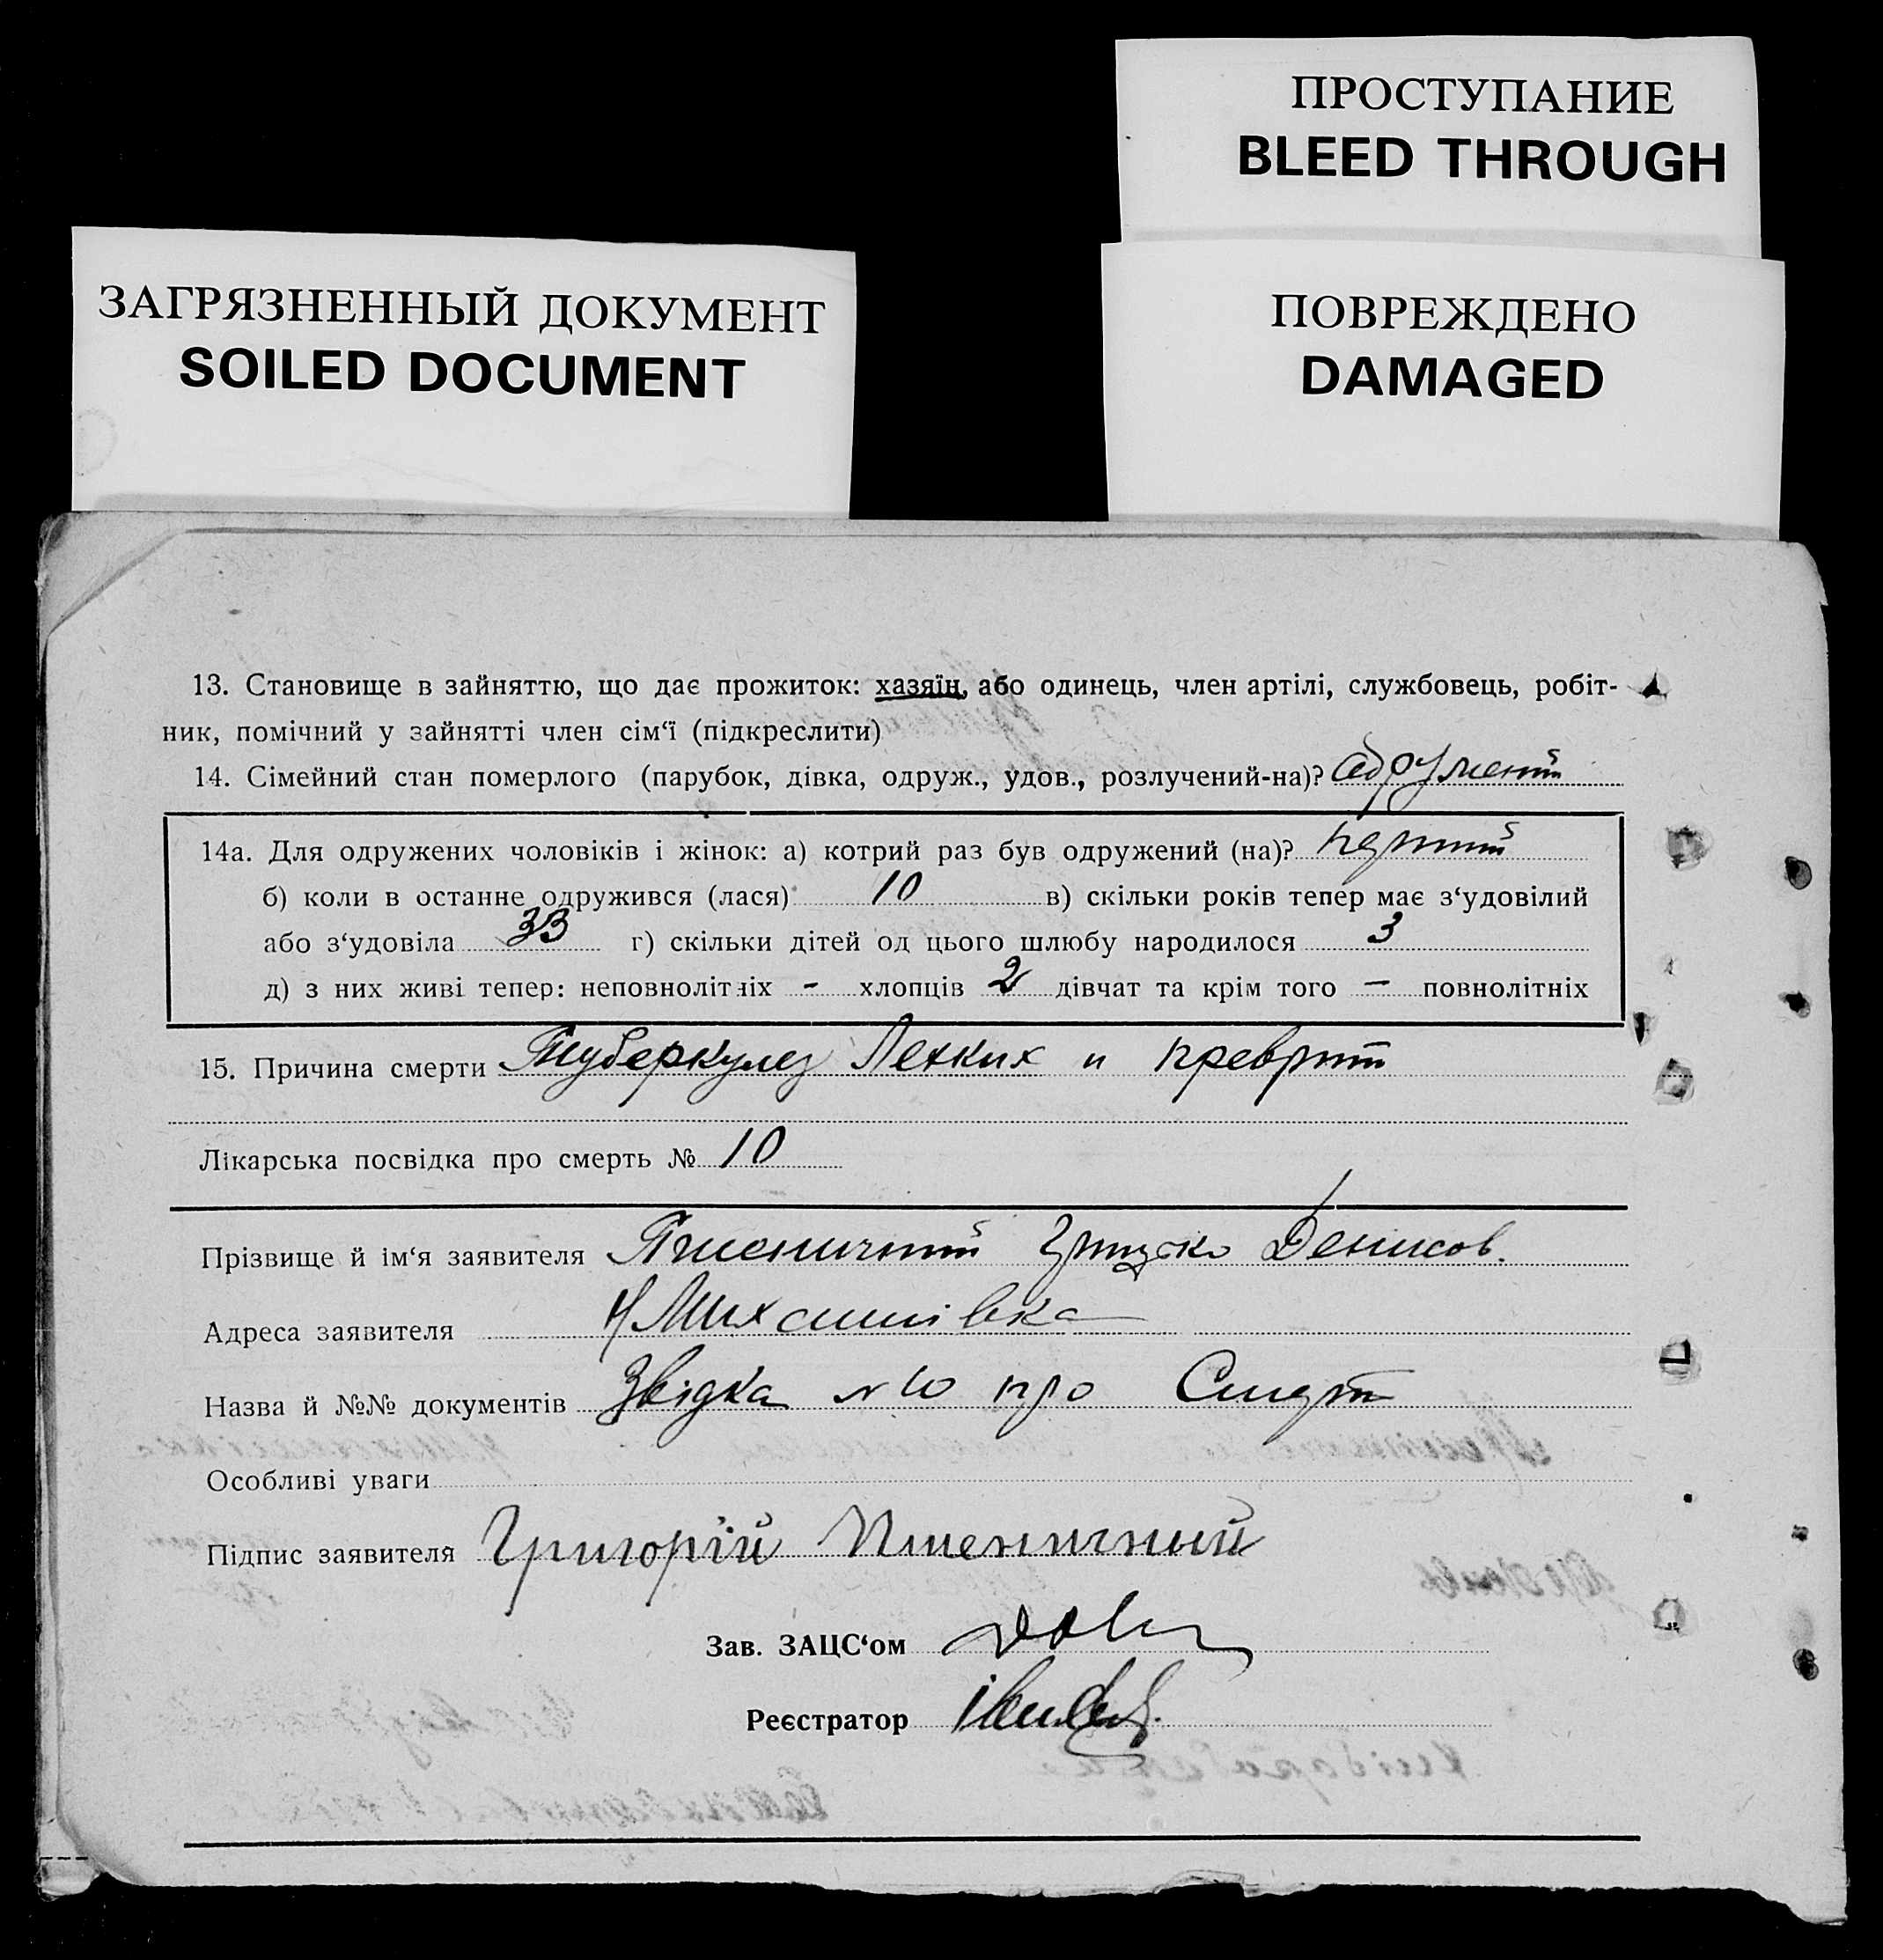 ПРОСТУПАНИЕ
BLEED THROUGH
ЗАГРЯЗНЕННЫЙ ДОКУМЕНТ
SOILED DOCUMENT
ПОВРЕЖДЕНО
DAMAGED
13. Становище в зайняттю, що дає прожиток: хазяїн, або одинець, член артілі, службовець, робіт-
ник, помічний у зайнятті член сім‘ї (підкреслити)
14. Сімейний стан померлого (парубок, дівка, одруж., удов., розлучений-на)?
14а. Для одружених чоловіків і жінок: а) котрий раз був одружений (на)? первий
б) коли в останне одружився (лася) 10 в) скільки років тепер має з‘удовілий
або з‘удовіла 33 г) скільки дітей од цього шлюбу народилося 3
д) з них живі тепер: неповнолітніх - хлопців 2 дівчат та крім того — повнолітніх
15. Причина смерти Туберкулез Легких и
Лікарська посвідка про смерть № 10
Прізвище й ім‘я заявителя Пшеничний Грицько Денисов.
Адреса заявителя Михайлівка
Назва й №№ документів Звідка № 10 про Смерть
Особливі уваги
Підпис заявителя Григорій Пшеничный
Зав. ЗАЦС‘ом
Реєстратор